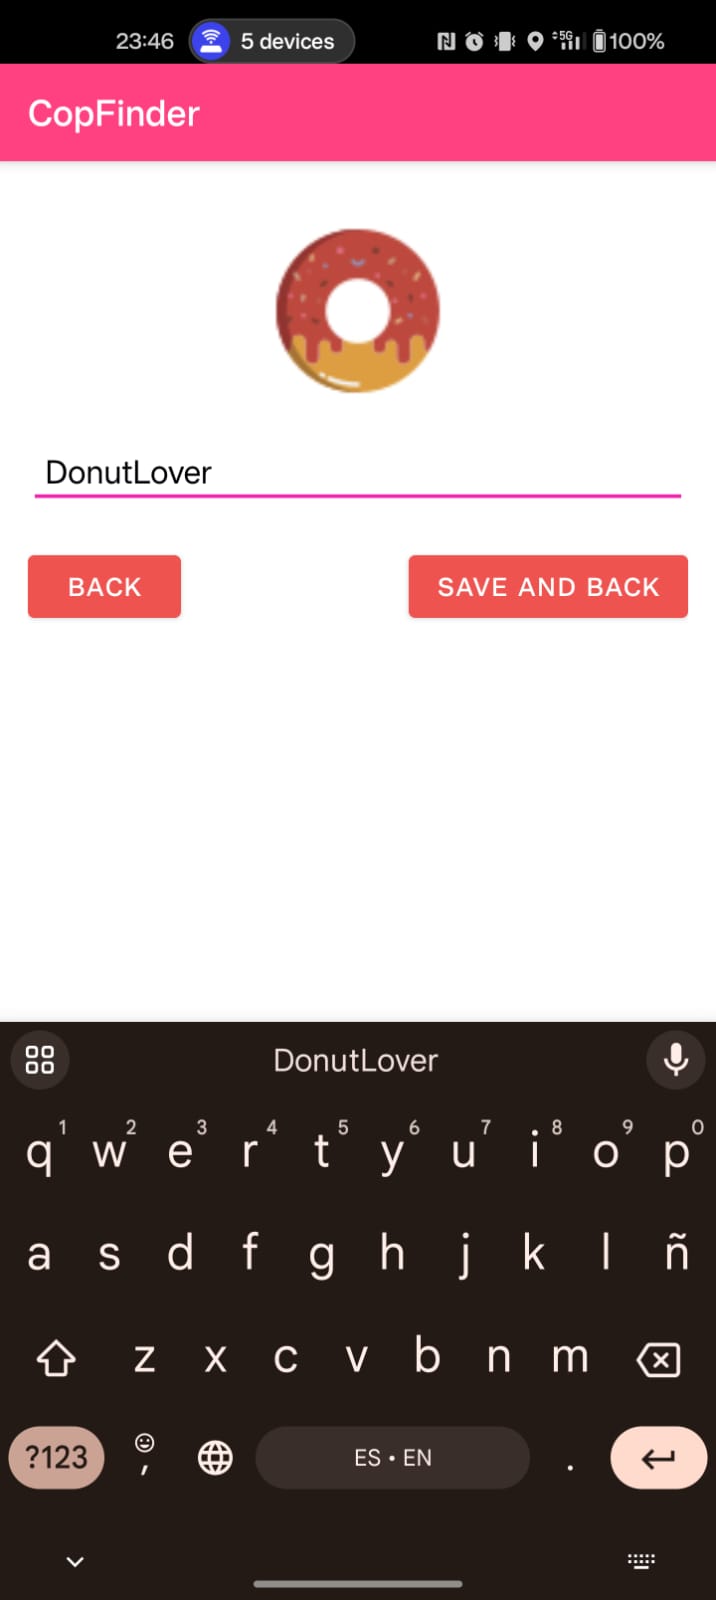 23:46 5 devices 5G 100%
CopFinder
DonutLover
BACK SAVE AND BACK
DonutLover
1 2 3 4 5 6 7 8 9 0
q w e r t y u i o p
a s d f g h j k l ñ
z x c v b n m
?123 , ES • EN .